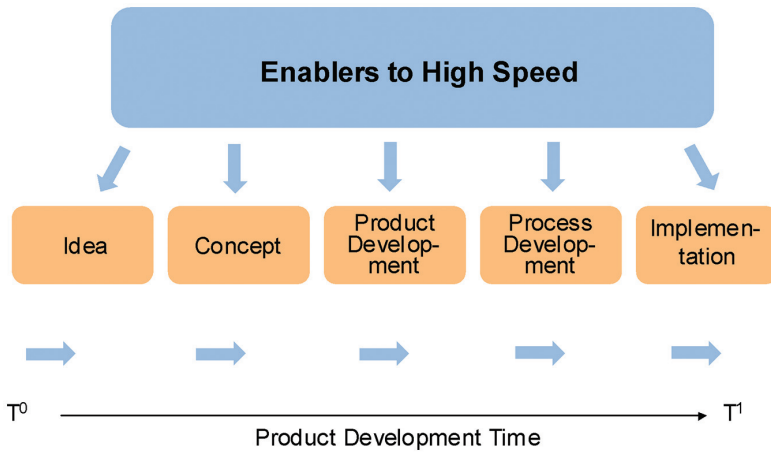 Enablers to High Speed
Idea
Concept
Product
Develop-
ment
Process
Develop-
ment
Implemen-
tation
T⁰
T¹
Product Development Time